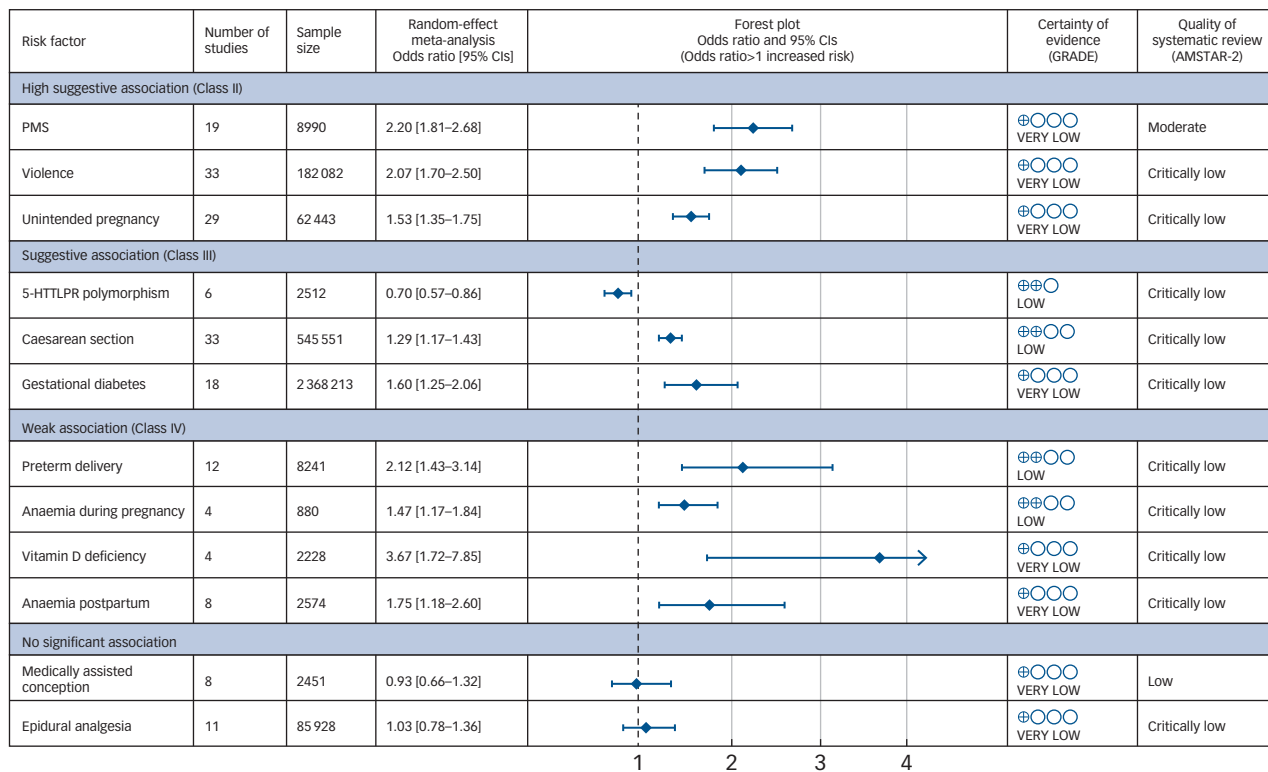 Risk factor
Number of
studies
Sample
size
Random-effect
meta-analysis
Odds ratio [95% CIs]
Forest plot
Odds ratio and 95% CIs
(Odds ratio>1 increased risk)
Certainty of
evidence
(GRADE)
Quality of
systematic review
(AMSTAR-2)
High suggestive association (Class II)
PMS 19 8990 2.20 [1.81–2.68] ⊕◯◯◯ Moderate
VERY LOW
Violence 33 182 082 2.07 [1.70–2.50] ⊕◯◯◯ Critically low
VERY LOW
Unintended pregnancy 29 62 443 1.53 [1.35–1.75] ⊕◯◯◯ Critically low
VERY LOW
Suggestive association (Class III)
5-HTTLPR polymorphism 6 2512 0.70 [0.57–0.86] ⊕⊕◯ Critically low
LOW
Caesarean section 33 545 551 1.29 [1.17–1.43] ⊕⊕◯◯ Critically low
LOW
Gestational diabetes 18 2 368 213 1.60 [1.25–2.06] ⊕◯◯◯ Critically low
VERY LOW
Weak association (Class IV)
Preterm delivery 12 8241 2.12 [1.43–3.14] ⊕⊕◯◯ Critically low
LOW
Anaemia during pregnancy 4 880 1.47 [1.17–1.84] ⊕⊕◯◯ Critically low
LOW
Vitamin D deficiency 4 2228 3.67 [1.72–7.85] ⊕◯◯◯ Critically low
VERY LOW
Anaemia postpartum 8 2574 1.75 [1.18–2.60] ⊕◯◯◯ Critically low
VERY LOW
No significant association
Medically assisted
conception 8 2451 0.93 [0.66–1.32] ⊕◯◯◯ Low
VERY LOW
Epidural analgesia 11 85 928 1.03 [0.78–1.36] ⊕◯◯◯ Critically low
VERY LOW
1 2 3 4